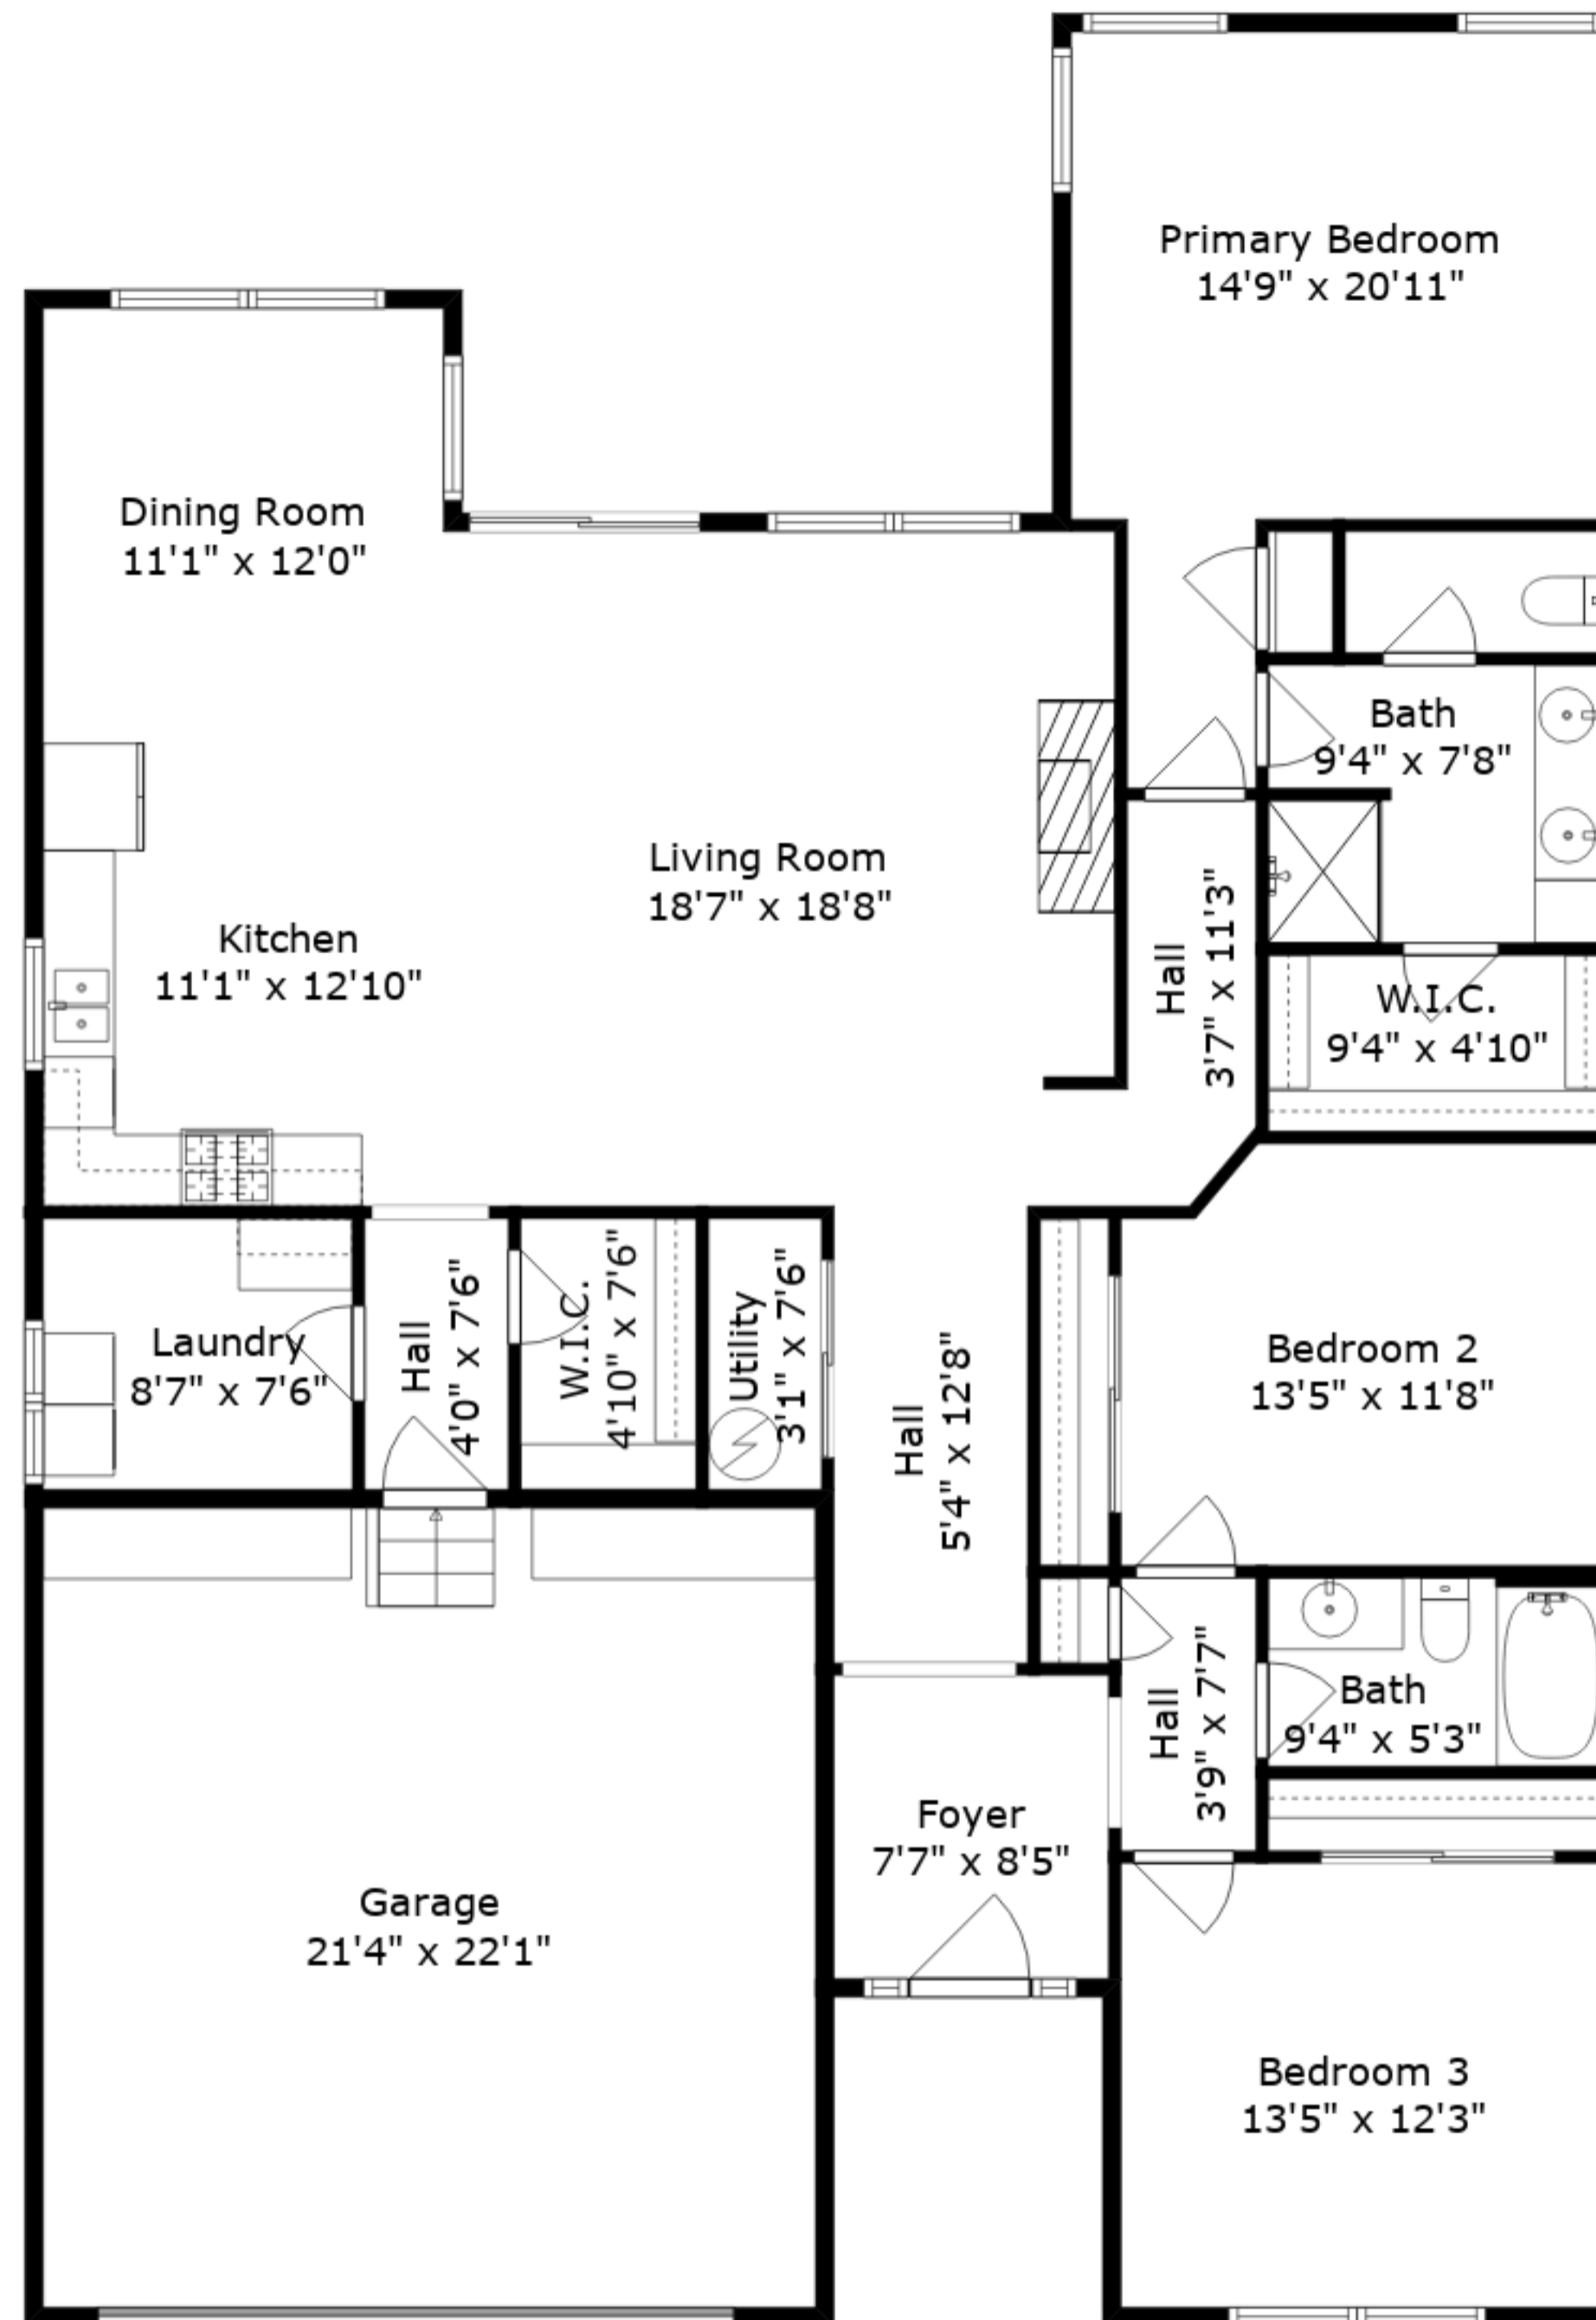 Primary Bedroom
14'9" x 20'11"
Dining Room
11'1" x 12'0"
Bath
9'4" x 7'8"
Living Room
18'7" x 18'8"
Kitchen
11'1" x 12'10"
Hall
3'7" x 11'3"
W.I.C.
9'4" x 4'10"
Laundry
8'7" x 7'6"
Hall
4'0" x 7'6"
W.I.C.
4'10" x 7'6"
Utility
3'1" x 7'6"
Hall
5'4" x 12'8"
Bedroom 2
13'5" x 11'8"
Hall
3'9" x 7'7"
Bath
9'4" x 5'3"
Foyer
7'7" x 8'5"
Garage
21'4" x 22'1"
Bedroom 3
13'5" x 12'3"